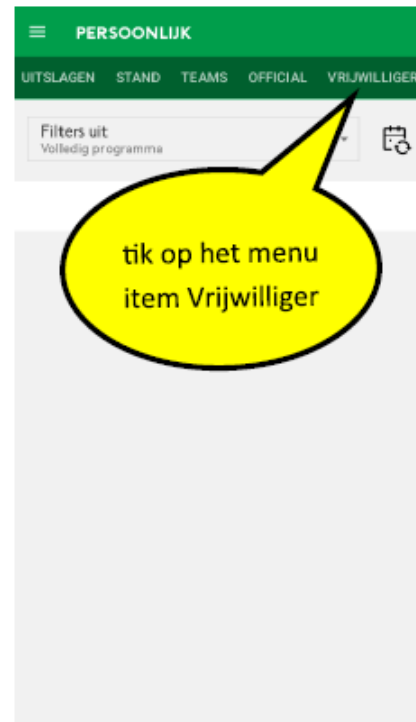 PERSOONLIJK
UITSLAGEN STAND TEAMS OFFICIAL VRIJWILLIGER
Filters uit
Volledig programma
tik op het menu
item Vrijwilliger